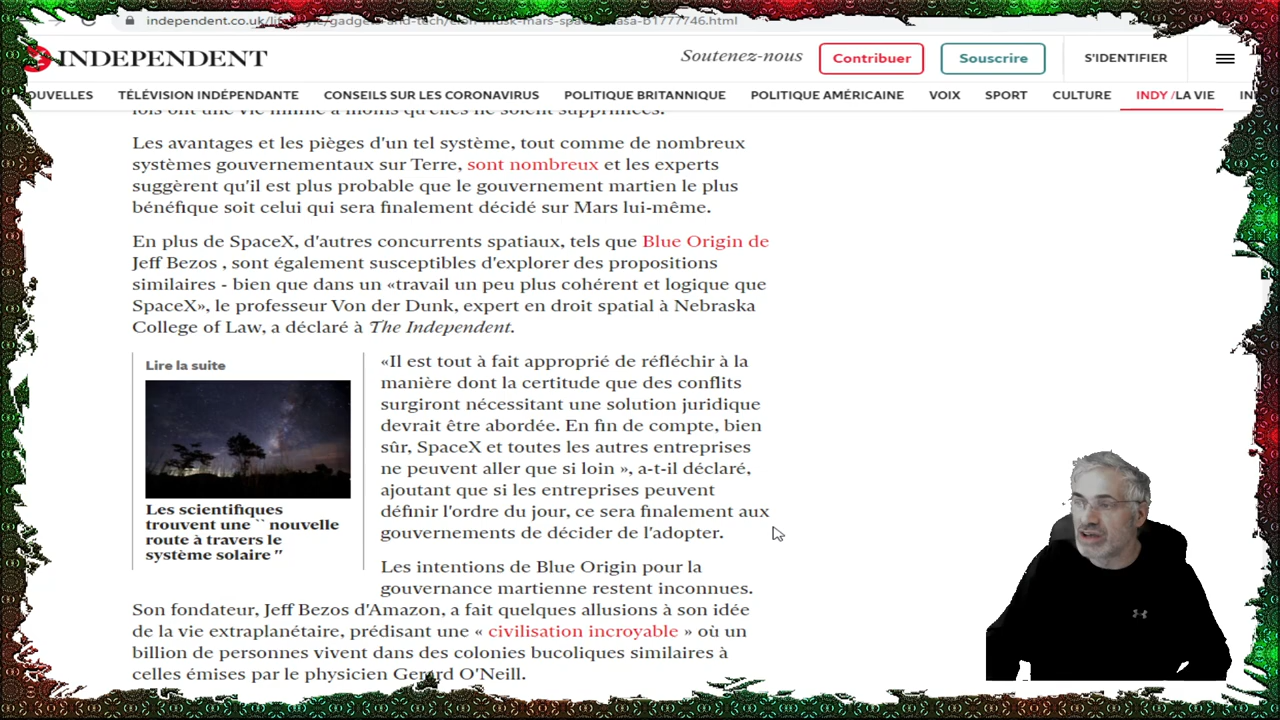 independent.co.uk/
INDEPENDENT
Soutenez-nous
Contribuer
Souscrire
S'IDENTIFIER
TÉLÉVISION INDÉPENDANTE
CONSEILS SUR LES CORONAVIRUS
POLITIQUE BRITANNIQUE
POLITIQUE AMÉRICAINE
VOIX
SPORT
CULTURE
INDY /LA VIE
Les avantages et les pièges d'un tel système, tout comme de nombreux
systèmes gouvernementaux sur Terre, sont nombreux et les experts
suggèrent qu'il est plus probable que le gouvernement martien le plus
bénéfique soit celui qui sera finalement décidé sur Mars lui-même.
En plus de SpaceX, d'autres concurrents spatiaux, tels que Blue Origin de
Jeff Bezos , sont également susceptibles d'explorer des propositions
similaires - bien que dans un «travail un peu plus cohérent et logique que
SpaceX», le professeur Von der Dunk, expert en droit spatial à Nebraska
College of Law, a déclaré à The Independent.
Lire la suite
Les scientifiques
trouvent une `` nouvelle
route à travers le
système solaire ''
«Il est tout à fait approprié de réfléchir à la
manière dont la certitude que des conflits
surgiront nécessitant une solution juridique
devrait être abordée. En fin de compte, bien
sûr, SpaceX et toutes les autres entreprises
ne peuvent aller que si loin », a-t-il déclaré,
ajoutant que si les entreprises peuvent
définir l'ordre du jour, ce sera finalement aux
gouvernements de décider de l'adopter.
Les intentions de Blue Origin pour la
gouvernance martienne restent inconnues.
Son fondateur, Jeff Bezos d'Amazon, a fait quelques allusions à son idée
de la vie extraplanétaire, prédisant une « civilisation incroyable » où un
billion de personnes vivent dans des colonies bucoliques similaires à
celles émises par le physicien Gerard O'Neill.